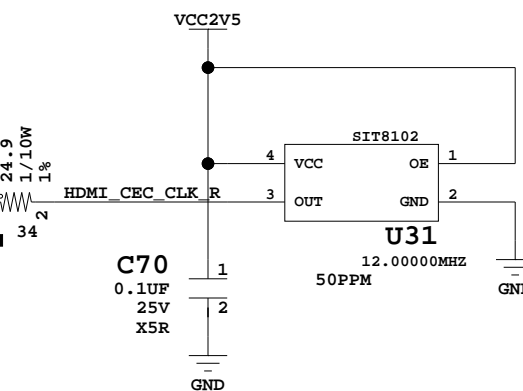 VCC2V5
24.9
1/10W
1%
2
34
HDMI_CEC_CLK_R
SIT8102
4
VCC
OE
1
3
OUT
GND
2
U31
12.00000MHZ
50PPM
GND
C70
1
0.1UF
25V
2
X5R
GND